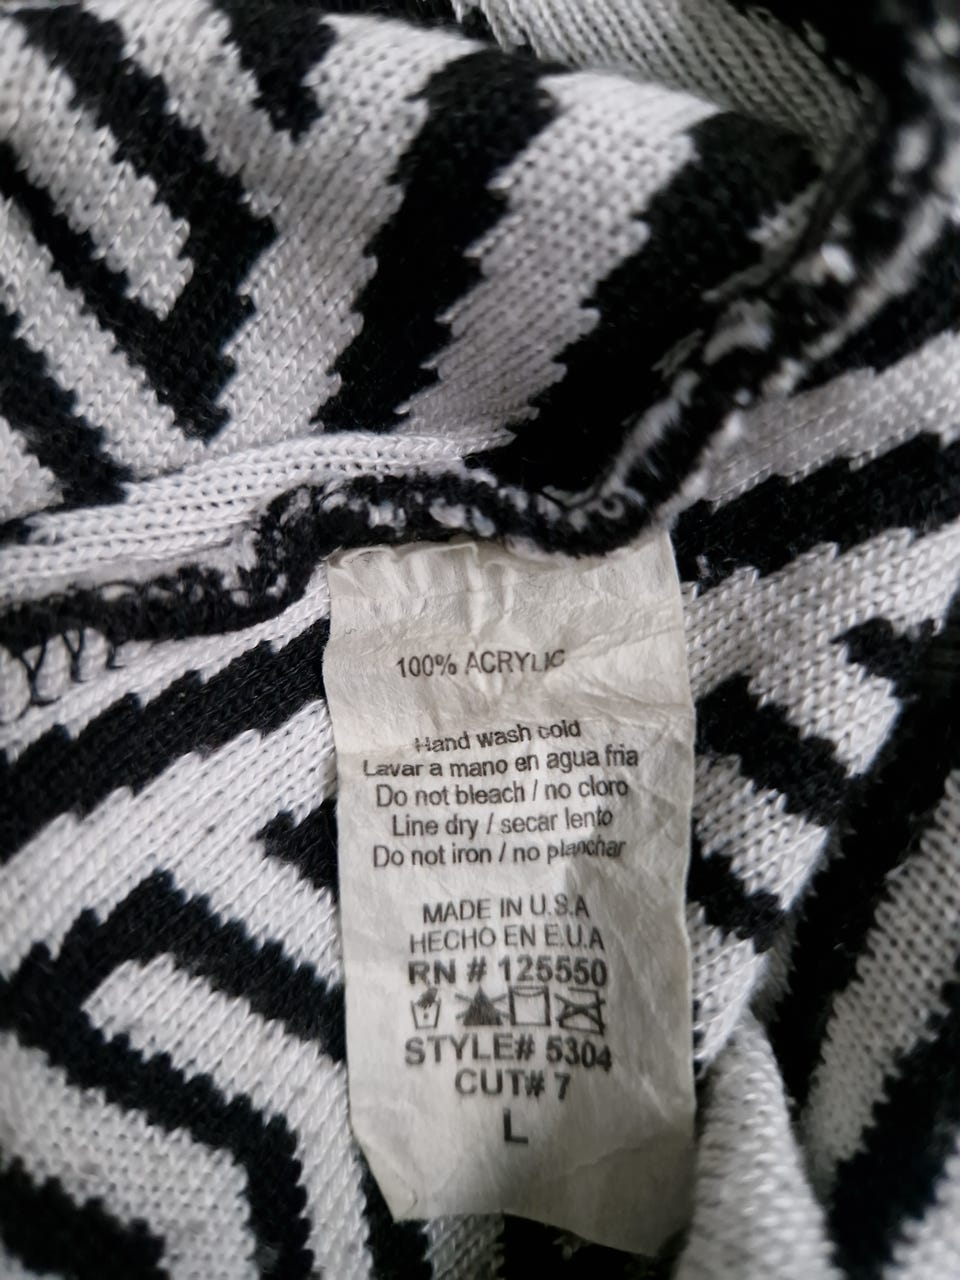 100% ACRYLIC
Hand wash cold
Lavar a mano en agua fria
Do not bleach / no cloro
Line dry / secar lento
Do not iron / no planchar
MADE IN U.S.A
HECHO EN E.U.A
RN # 125550
STYLE# 5304
CUT# 7
L